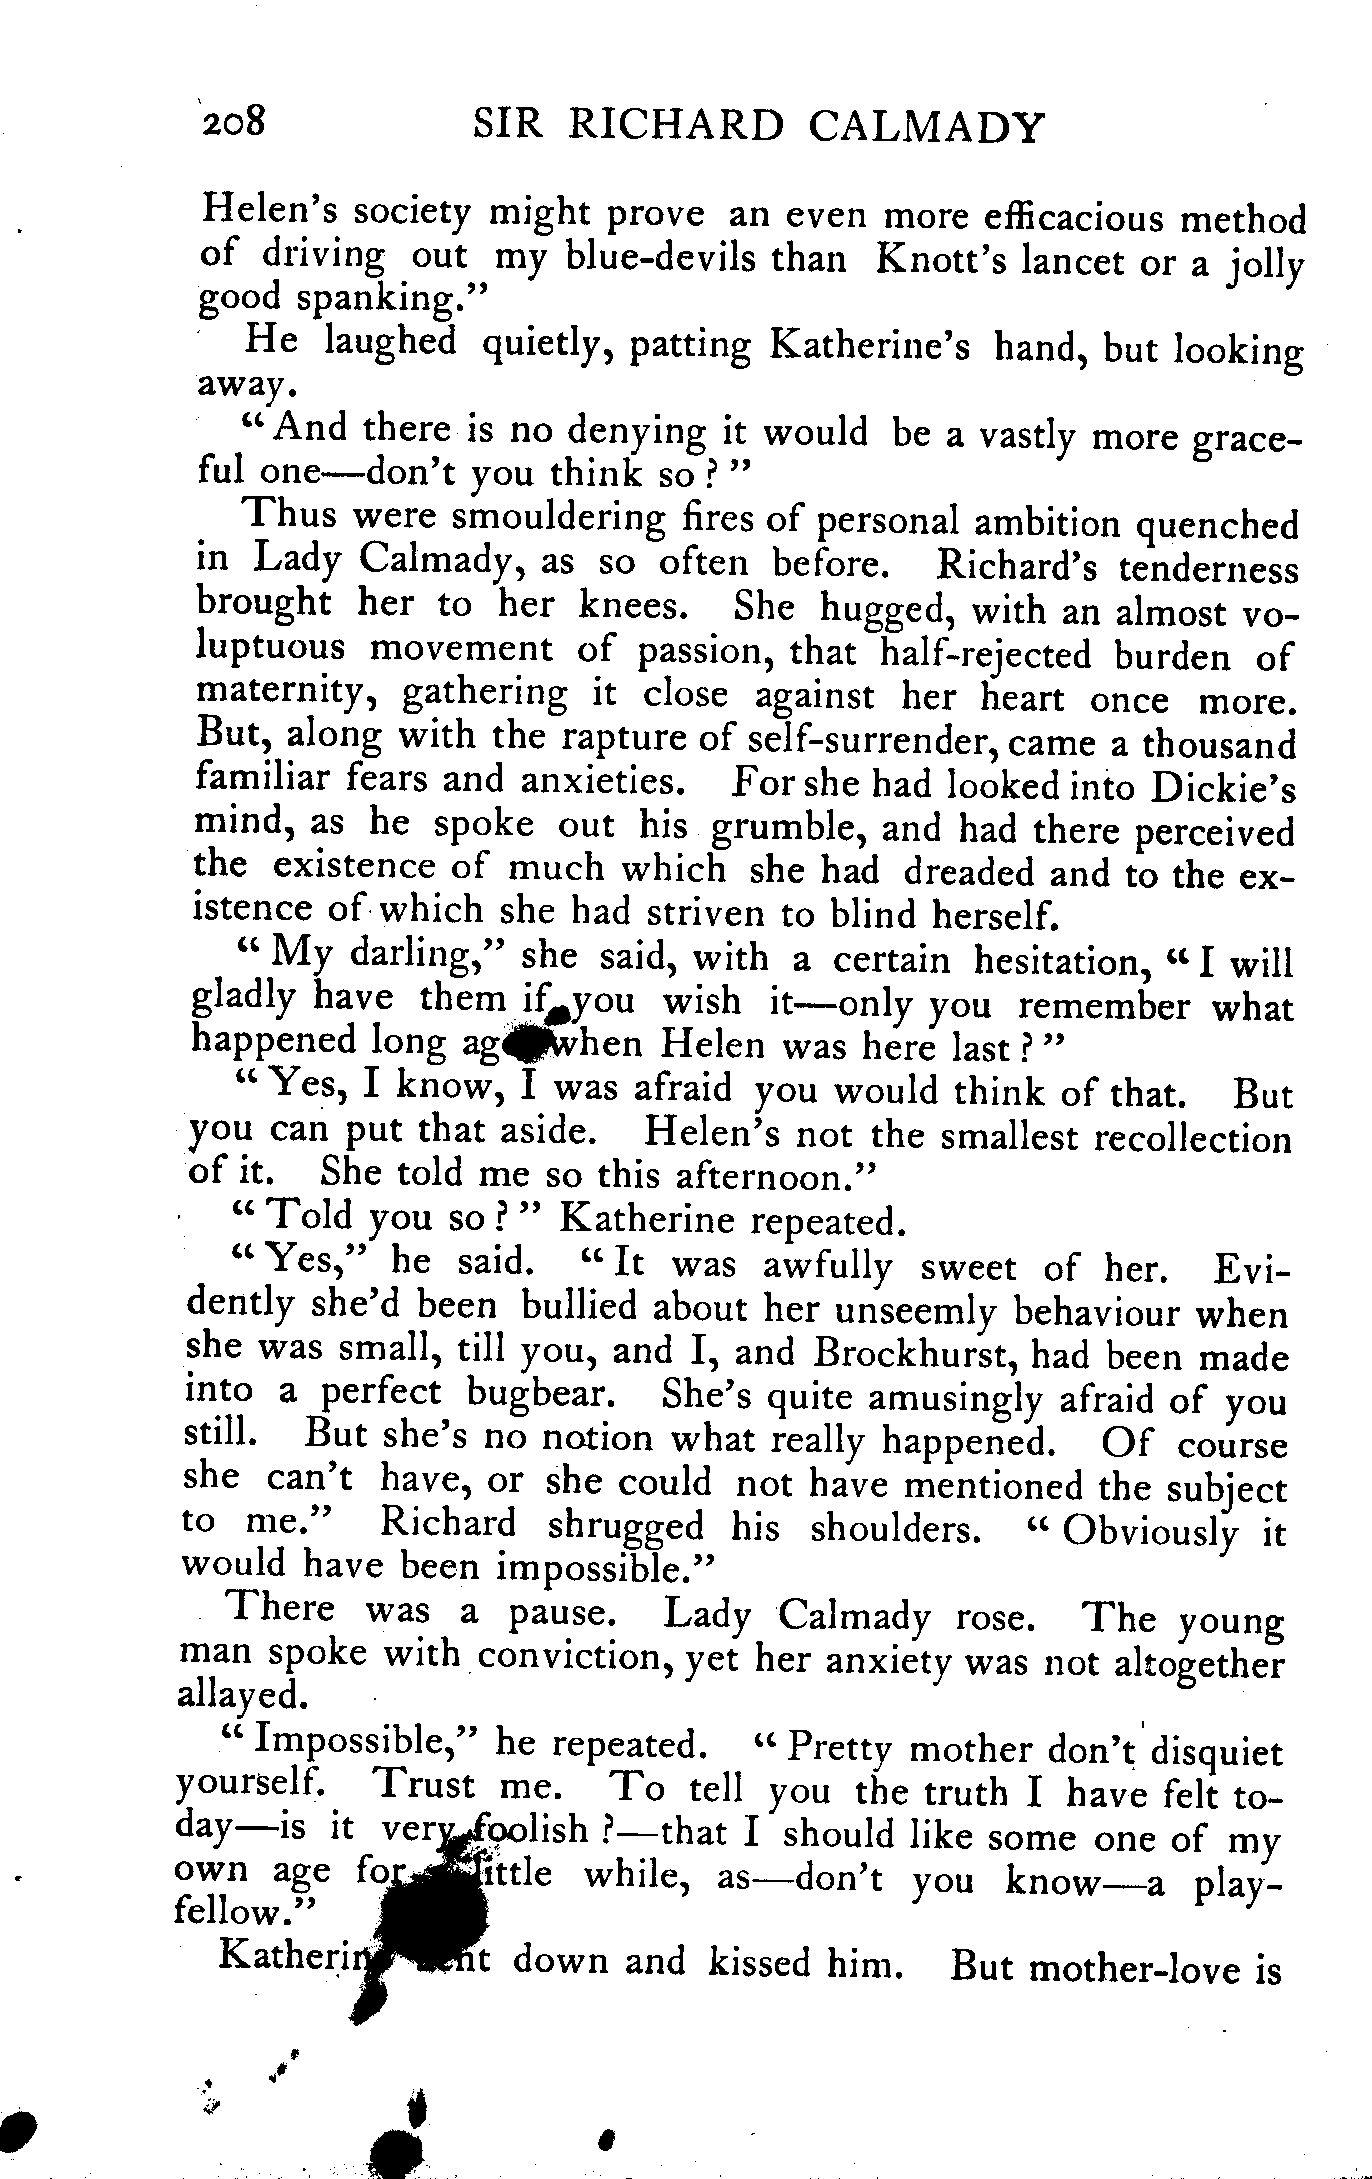 208 SIR RICHARD CALMADY
Helen's society might prove an even more efficacious method
of driving out my blue-devils than Knott's lancet or a jolly
good spanking."
He laughed quietly, patting Katherine's hand, but looking
away.
"And there is no denying it would be a vastly more grace-
ful one—don't you think so?"
Thus were smouldering fires of personal ambition quenched
in Lady Calmady, as so often before. Richard's tenderness
brought her to her knees. She hugged, with an almost vo-
luptuous movement of passion, that half-rejected burden of
maternity, gathering it close against her heart once more.
But, along with the rapture of self-surrender, came a thousand
familiar fears and anxieties. For she had looked into Dickie's
mind, as he spoke out his grumble, and had there perceived
the existence of much which she had dreaded and to the ex-
istence of which she had striven to blind herself.
"My darling," she said, with a certain hesitation, "I will
gladly have them if you wish it—only you remember what
happened long when Helen was here last?"
"Yes, I know, I was afraid you would think of that. But
you can put that aside. Helen's not the smallest recollection
of it. She told me so this afternoon."
"Told you so?" Katherine repeated.
"Yes," he said. "It was awfully sweet of her. Evi-
dently she'd been bullied about her unseemly behaviour when
she was small, till you, and I, and Brockhurst, had been made
into a perfect bugbear. She's quite amusingly afraid of you
still. But she's no notion what really happened. Of course
she can't have, or she could not have mentioned the subject
to me." Richard shrugged his shoulders. "Obviously it
would have been impossible."
There was a pause. Lady Calmady rose. The young
man spoke with conviction, yet her anxiety was not altogether
allayed.
"Impossible," he repeated. "Pretty mother don't disquiet
yourself. Trust me. To tell you the truth I have felt to-
day—is it very foolish?—that I should like some one of my
own age for little while, as—don't you know—a play-
fellow."
Katherine down and kissed him. But mother-love is